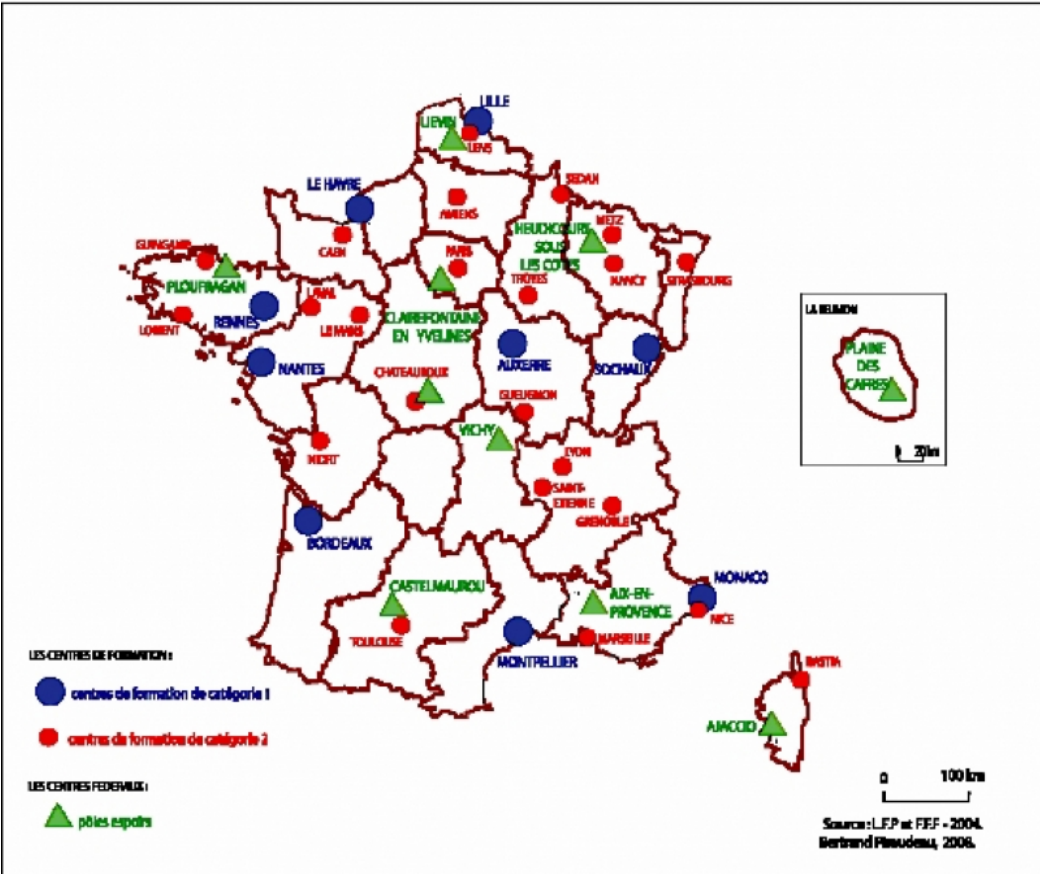 LILLE
LIEVIN
LENS
SEDAN
LE HAVRE
AMIENS
METZ
HEUDICOURT
SOUS
LES COTES
GUINGAMP
CAEN
PARIS
NANCY
STRASBOURG
PLOUFRAGAN
TROYES
LAVAL
LORIENT
RENNES
LE MANS
CLAIREFONTAINE
EN YVELINES
LA REUNION
PLAINE
DES
CAFRES
20 km
NANTES
AUXERRE
SOCHAUX
CHATEAUROUX
GUEUGNON
VICHY
NIORT
LYON
SAINT-
ETIENNE
GRENOBLE
BORDEAUX
CASTELMAUROU
AIX-EN-
PROVENCE
MONACO
NICE
TOULOUSE
MARSEILLE
MONTPELLIER
BASTIA
AJACCIO
LES CENTRES DE FORMATION :
centres de formation de catégorie 1
centres de formation de catégorie 2
LES CENTRES FEDERAUX :
pôles espoirs
0 100 km
Source : L.F.P et F.F.F - 2004.
Bertrand 2008.